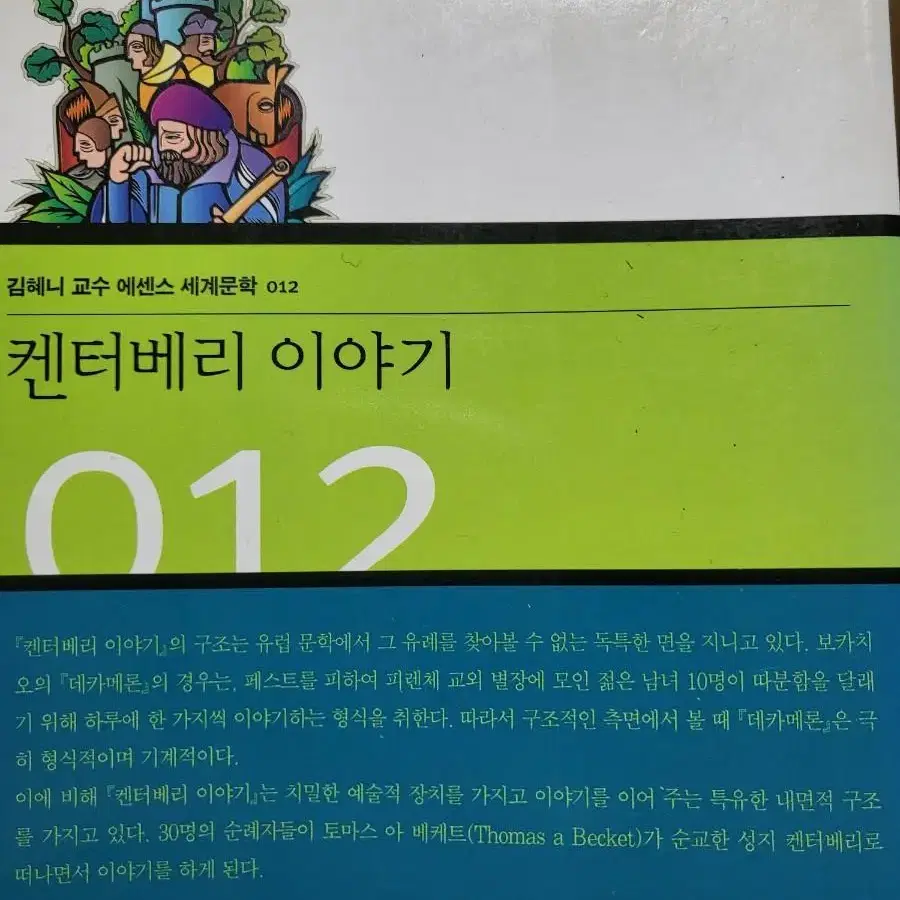 김혜니 교수 에센스 세계문학 012
켄터베리 이야기
012
『켄터베리 이야기』의 구조는 유럽 문학에서 그 유례를 찾아볼 수 없는 독특한 면을 지니고 있다. 보카치
오의 『데카메론』의 경우는, 페스트를 피하여 피렌체 교외 별장에 모인 젊은 남녀 10명이 따분함을 달래
기 위해 하루에 한 가지씩 이야기하는 형식을 취한다. 따라서 구조적인 측면에서 볼 때 『데카메론』은 극
히 형식적이며 기계적이다.
이에 비해 『켄터베리 이야기』는 치밀한 예술적 장치를 가지고 이야기를 이어 주는 특유한 내면적 구조
를 가지고 있다. 30명의 순례자들이 토마스 아 베케트(Thomas a Becket)가 순교한 성지 켄터베리로
떠나면서 이야기를 하게 된다.